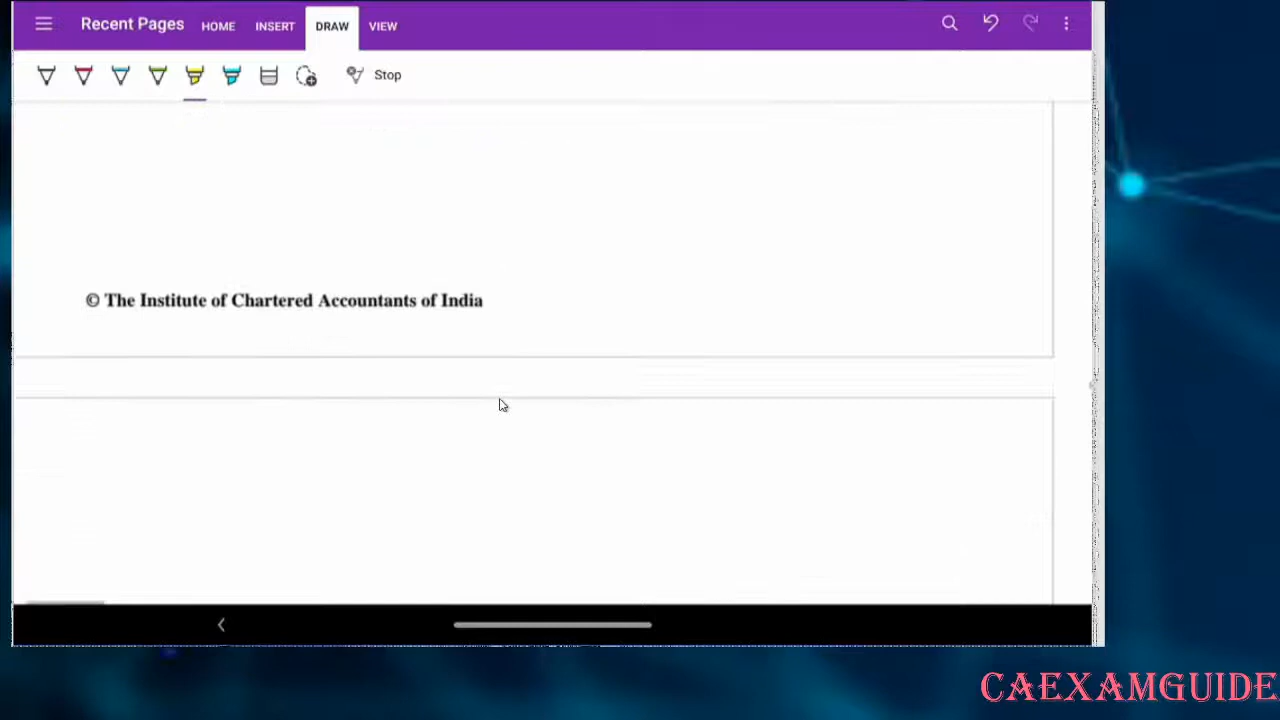 Recent Pages HOME INSERT DRAW VIEW
Stop
© The Institute of Chartered Accountants of India
CAEXAMGUIDE